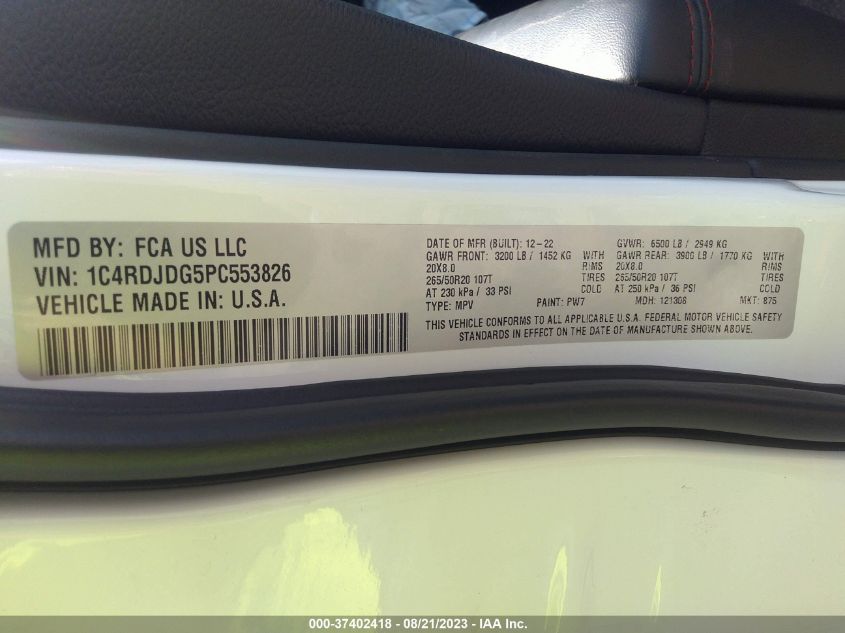 MFD BY: FCA US LLC
VIN: 1C4RDJDG5PC553826
VEHICLE MADE IN: U.S.A.
DATE OF MFR (BUILT): 12-22 GVWR: 6500 LB / 2949 KG
GAWR FRONT: 3200 LB / 1452 KG WITH GAWR REAR: 3900 LB / 1770 KG WITH
20X8.0 RIMS 20X8.0 RIMS
265/50R20 107T TIRES 265/50R20 107T TIRES
AT 230 kPa / 33 PSI COLD AT 250 kPa / 36 PSI COLD
TYPE: MPV PAINT: PW7 MDH: 121308 MKT: 875
THIS VEHICLE CONFORMS TO ALL APPLICABLE U.S.A. FEDERAL MOTOR VEHICLE SAFETY
STANDARDS IN EFFECT ON THE DATE OF MANUFACTURE SHOWN ABOVE.
000-37402418 - 08/21/2023 - IAA Inc.